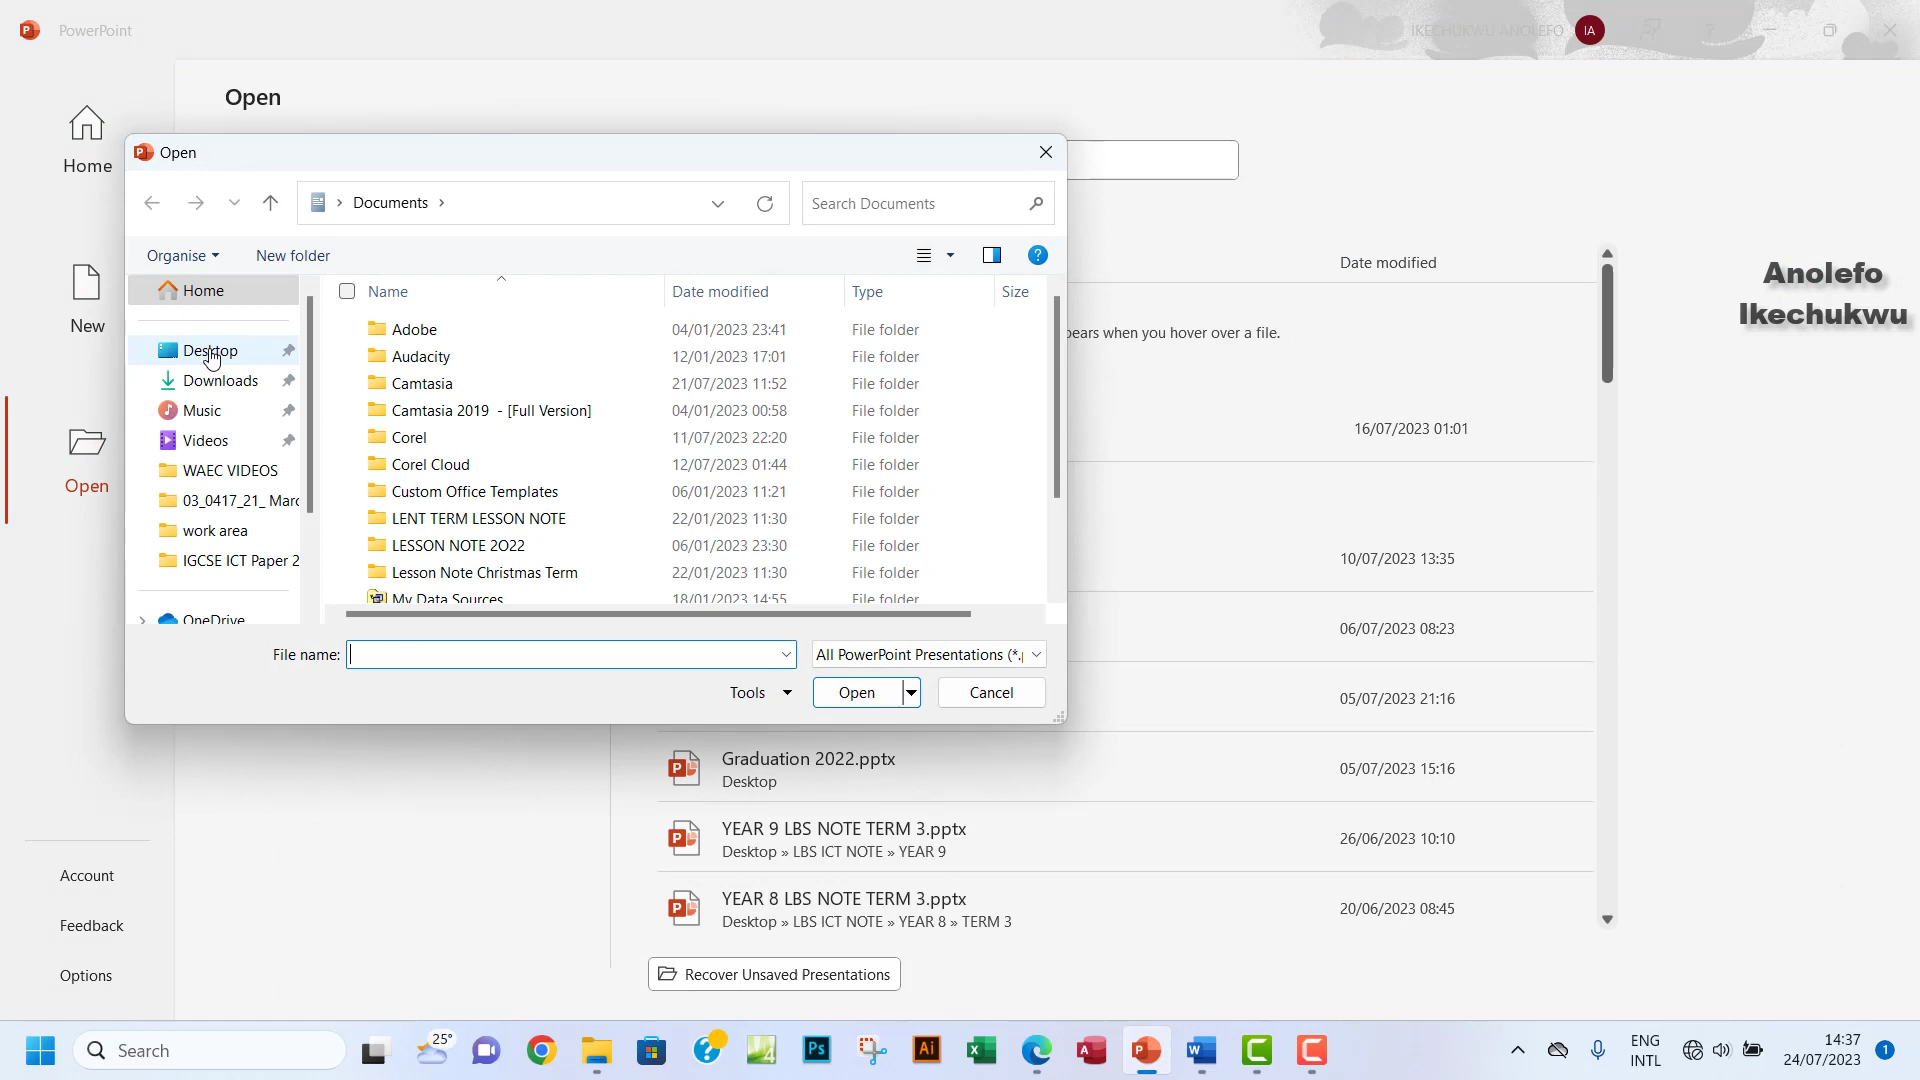 PowerPoint
IKECHUKWU ANOLEFO
IA
Home
New
Open
Account
Feedback
Options
Open
Date modified
pears when you hover over a file.
16/07/2023 01:01
10/07/2023 13:35
06/07/2023 08:23
05/07/2023 21:16
Graduation 2022.pptx
Desktop
05/07/2023 15:16
YEAR 9 LBS NOTE TERM 3.pptx
Desktop » LBS ICT NOTE » YEAR 9
26/06/2023 10:10
YEAR 8 LBS NOTE TERM 3.pptx
Desktop » LBS ICT NOTE » YEAR 8 » TERM 3
20/06/2023 08:45
Recover Unsaved Presentations
Anolefo
Ikechukwu
Open
Documents
Search Documents
Organise
New folder
Home
Desktop
Downloads
Music
Videos
WAEC VIDEOS
03_0417_21_ Marc
work area
IGCSE ICT Paper 2
OneDrive
Name Date modified Type Size
Adobe 04/01/2023 23:41 File folder
Audacity 12/01/2023 17:01 File folder
Camtasia 21/07/2023 11:52 File folder
Camtasia 2019 - [Full Version] 04/01/2023 00:58 File folder
Corel 11/07/2023 22:20 File folder
Corel Cloud 12/07/2023 01:44 File folder
Custom Office Templates 06/01/2023 11:21 File folder
LENT TERM LESSON NOTE 22/01/2023 11:30 File folder
LESSON NOTE 2O22 06/01/2023 23:30 File folder
Lesson Note Christmas Term 22/01/2023 11:30 File folder
My Data Sources 18/01/2023 14:55 File folder
File name:
All PowerPoint Presentations (*.
Tools
Open
Cancel
Search
25°
Ps
Ai
ENG
INTL
14:37
24/07/2023
1